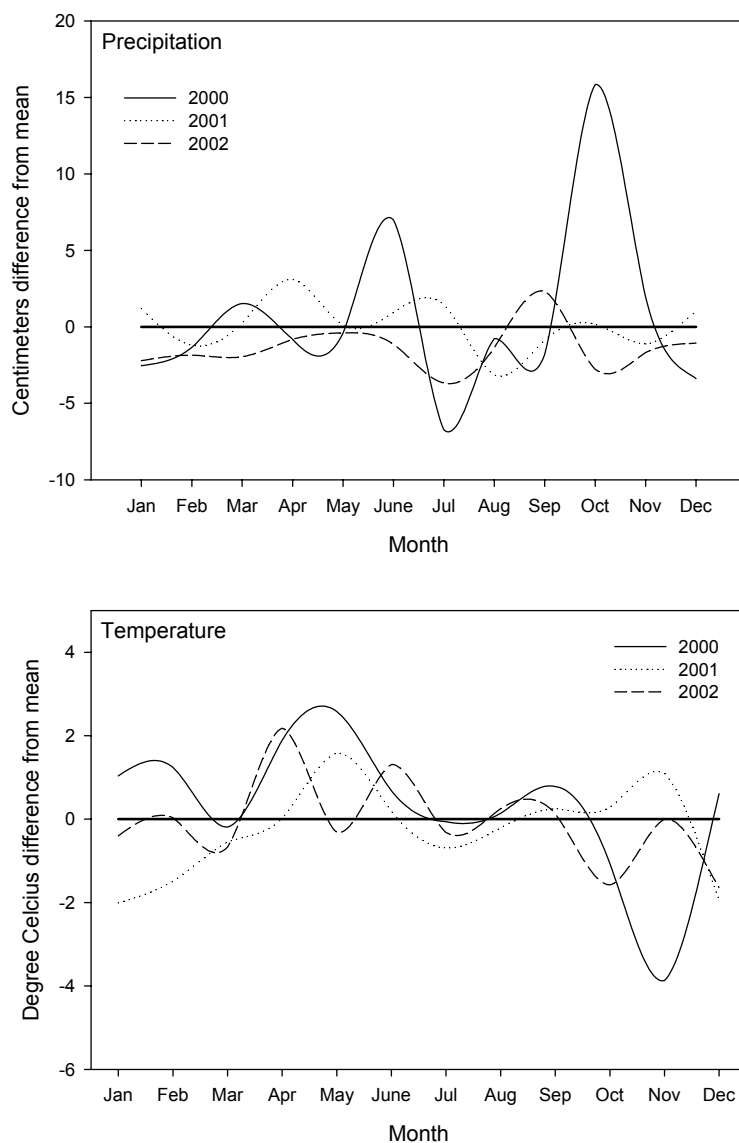 Precipitation
2000
2001
2002
Centimeters difference from mean
20
15
10
5
0
-5
-10
Jan Feb Mar Apr May June Jul Aug Sep Oct Nov Dec
Month
Temperature
2000
2001
2002
Degree Celcius difference from mean
4
2
0
-2
-4
-6
Jan Feb Mar Apr May June Jul Aug Sep Oct Nov Dec
Month